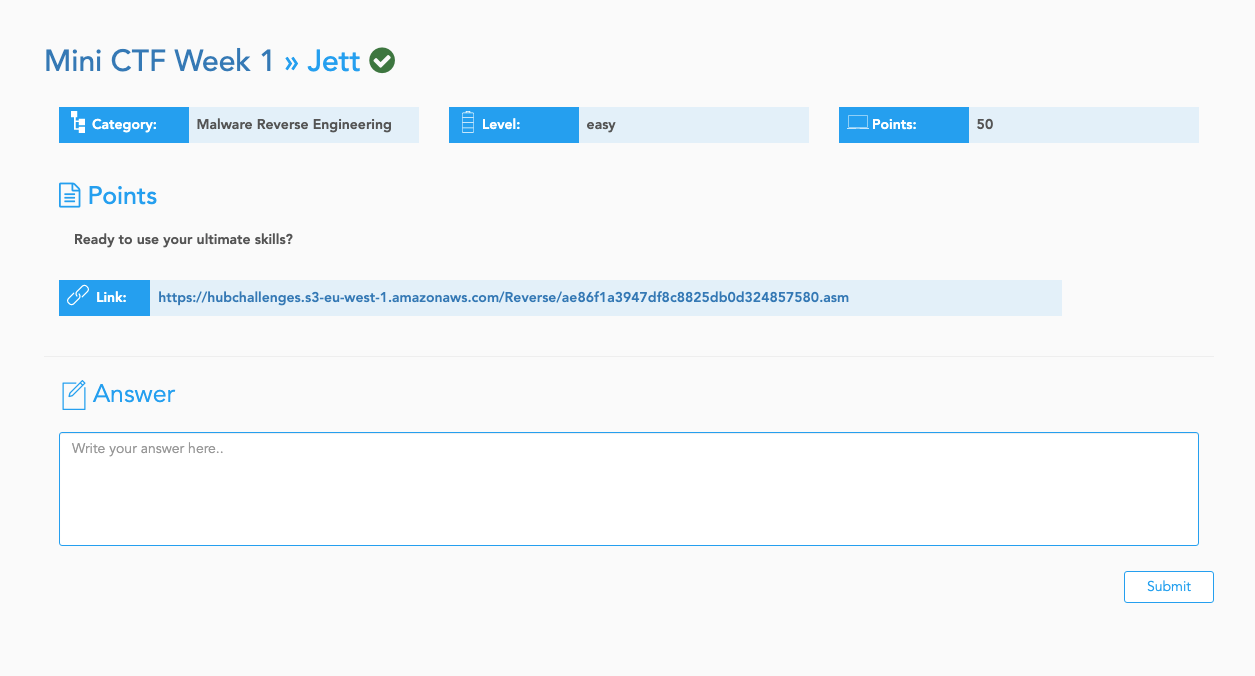 Mini CTF Week 1 » Jett
Category: Malware Reverse Engineering
Level: easy
Points: 50
Points
Ready to use your ultimate skills?
Link: https://hubchallenges.s3-eu-west-1.amazonaws.com/Reverse/ae86f1a3947df8c8825db0d324857580.asm
Answer
Write your answer here..
Submit